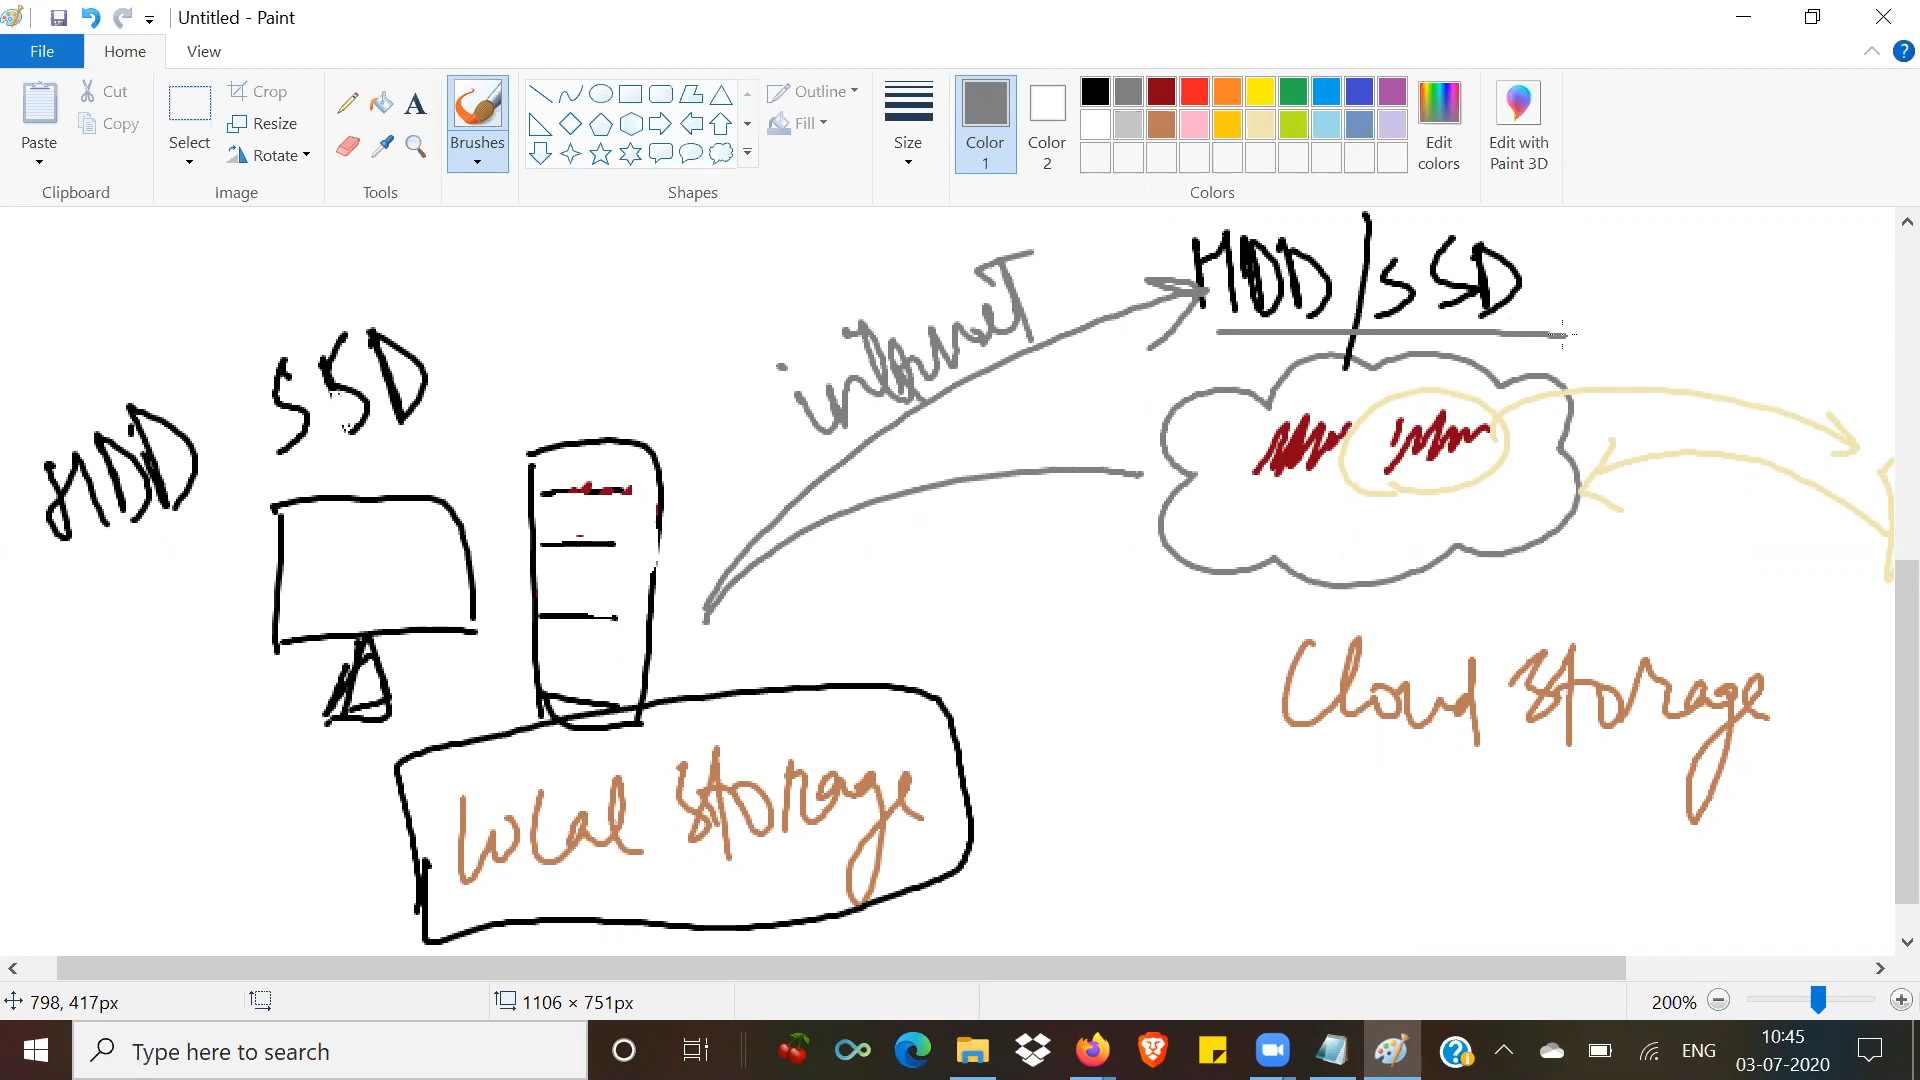 Untitled - Paint
File
Home
View
Paste
Cut
Copy
Clipboard
Select
Crop
Resize
Rotate
Image
Tools
Brushes
Shapes
Outline
Fill
Size
Color
1
Color
2
Edit
colors
Colors
Edit with
Paint 3D
HDD/SSD
internet
SSD
HDD
Cloud Storage
Local Storage
798, 417px
1106 × 751px
200%
Type here to search
ENG
10:45
03-07-2020